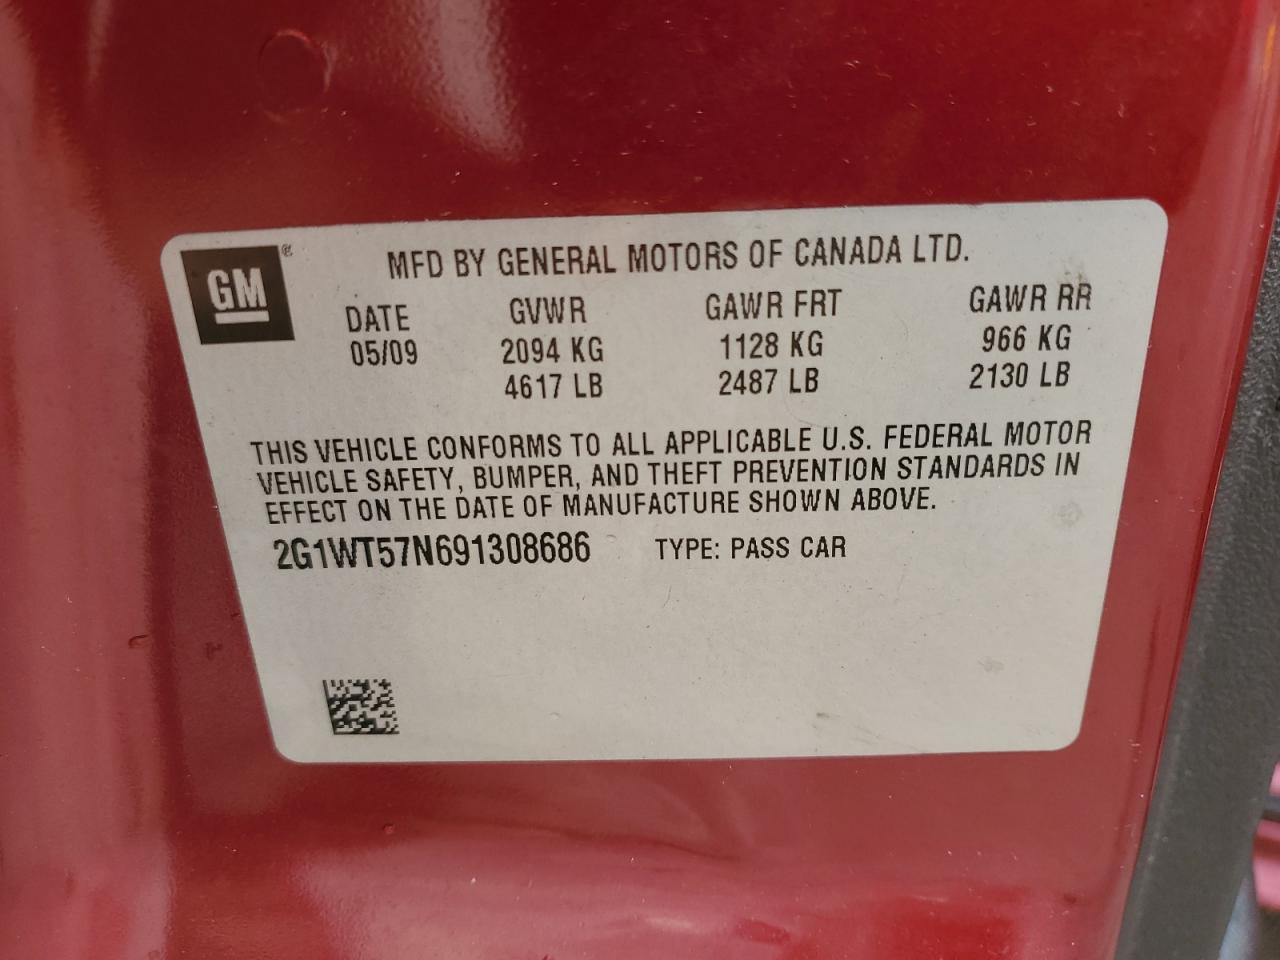 GM®
MFD BY GENERAL MOTORS OF CANADA LTD.
DATE GVWR GAWR FRT GAWR RR
05/09 2094 KG 1128 KG 966 KG
4617 LB 2487 LB 2130 LB
THIS VEHICLE CONFORMS TO ALL APPLICABLE U.S. FEDERAL MOTOR
VEHICLE SAFETY, BUMPER, AND THEFT PREVENTION STANDARDS IN
EFFECT ON THE DATE OF MANUFACTURE SHOWN ABOVE.
2G1WT57N691308686 TYPE: PASS CAR